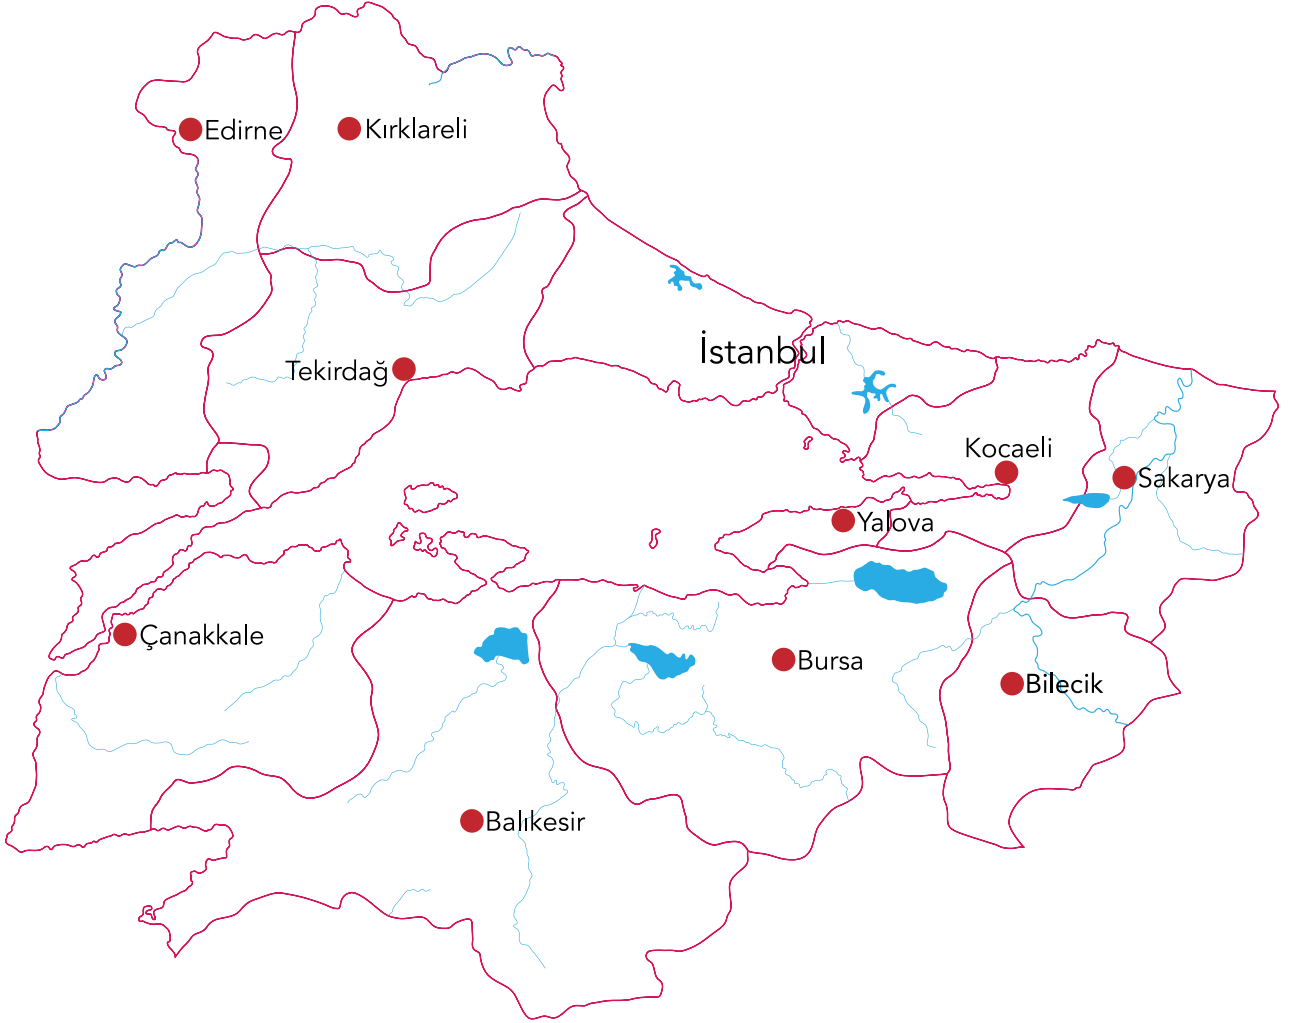 Edirne
Kırklareli
İstanbul
Tekirdağ
Kocaeli
Sakarya
Yalova
Çanakkale
Bursa
Bilecik
Balıkesir